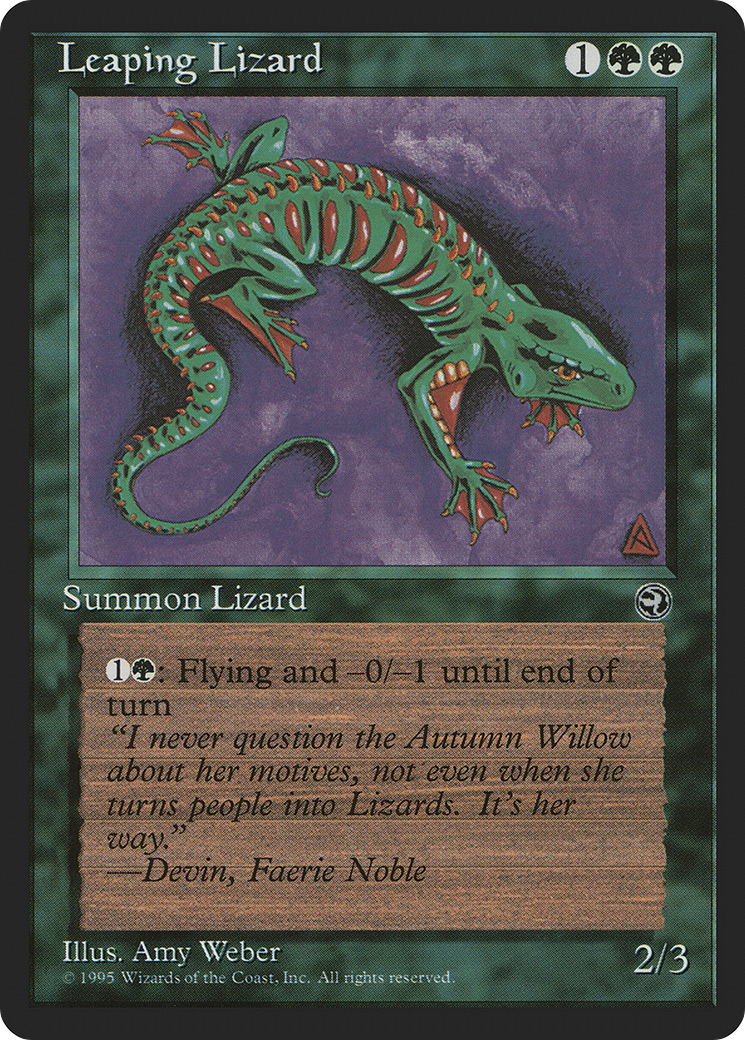 Leaping Lizard 1
Summon Lizard
1: Flying and –0/–1 until end of
turn
“I never question the Autumn Willow
about her motives, not even when she
turns people into Lizards. It’s her
way.”
—Devin, Faerie Noble
Illus. Amy Weber 2/3
© 1995 Wizards of the Coast, Inc. All rights reserved.